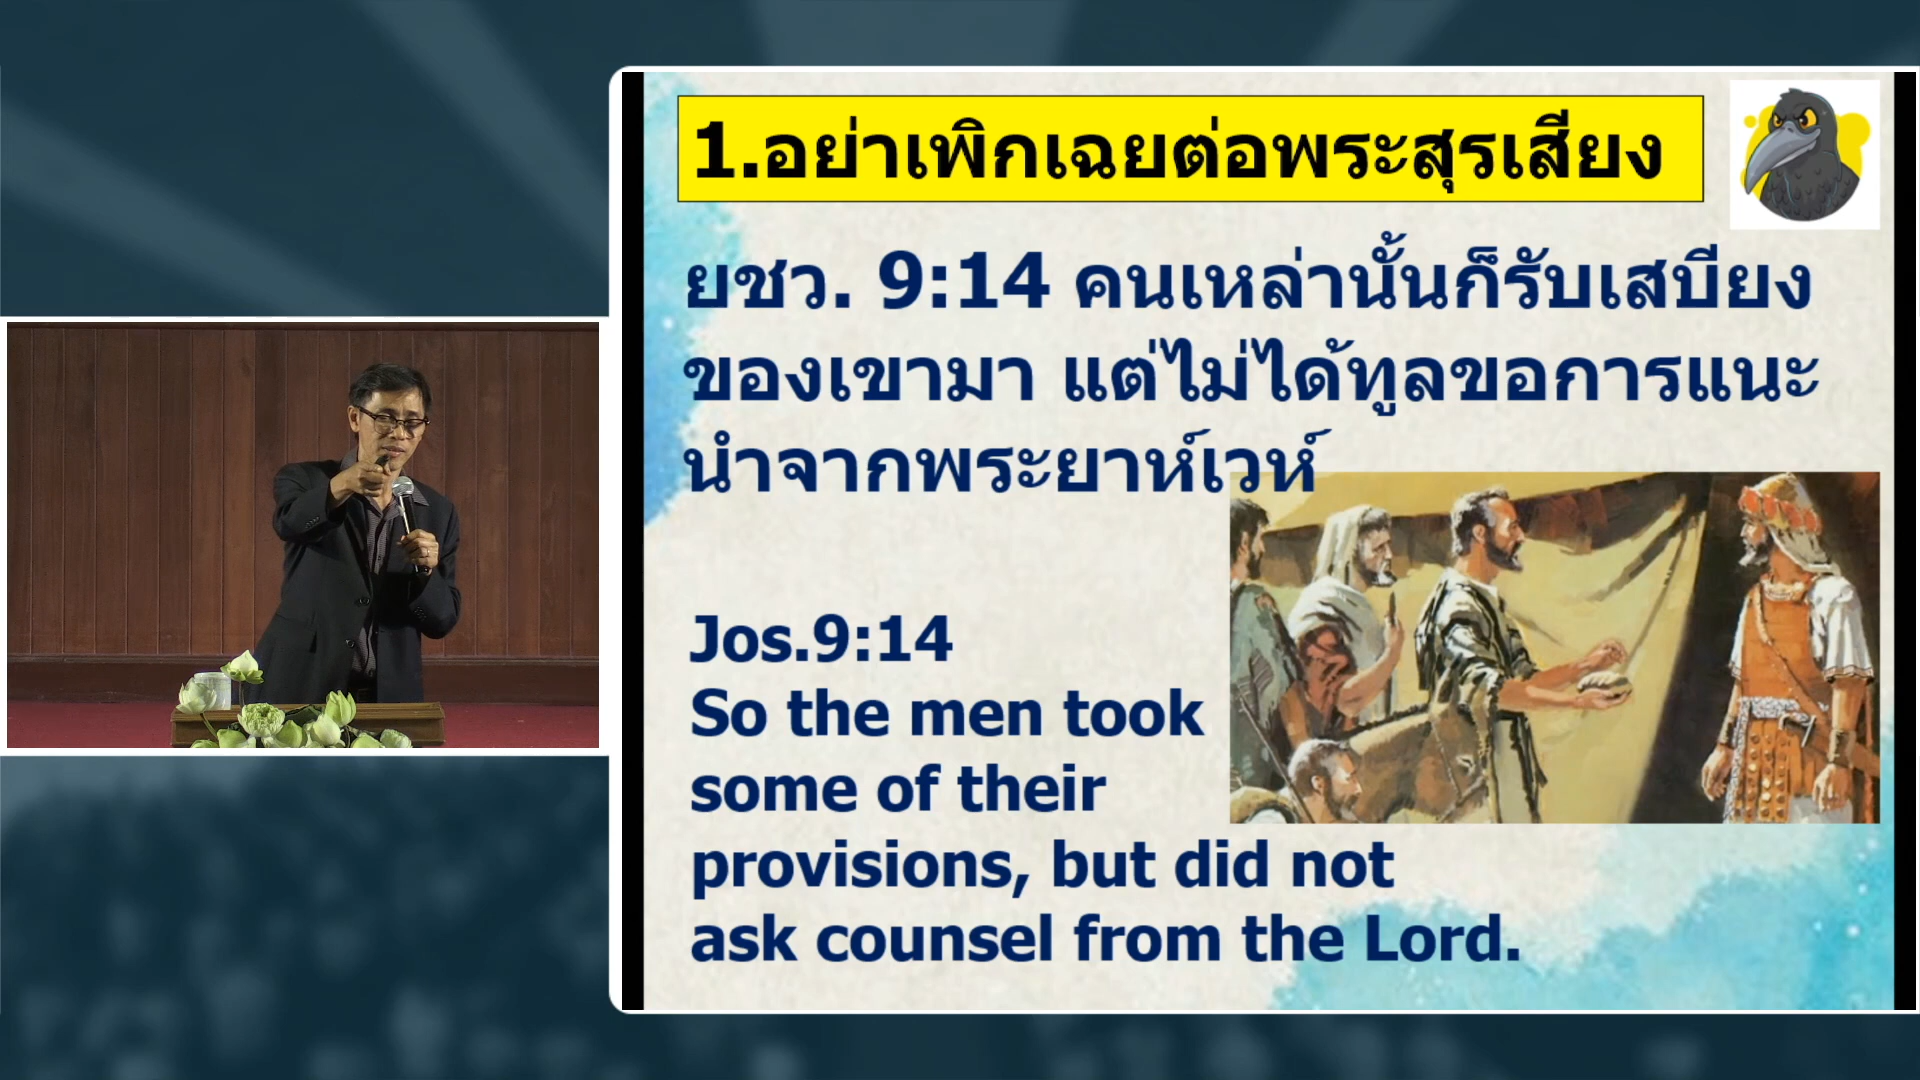 1.อย่าเพิกเฉยต่อพระสุรเสียง
ยชว. 9:14 คนเหล่านั้นก็รับเสบียง
ของเขามา แต่ไม่ได้ทูลขอการแนะ
นำจากพระยาห์เวห์
Jos.9:14
So the men took
some of their
provisions, but did not
ask counsel from the Lord.